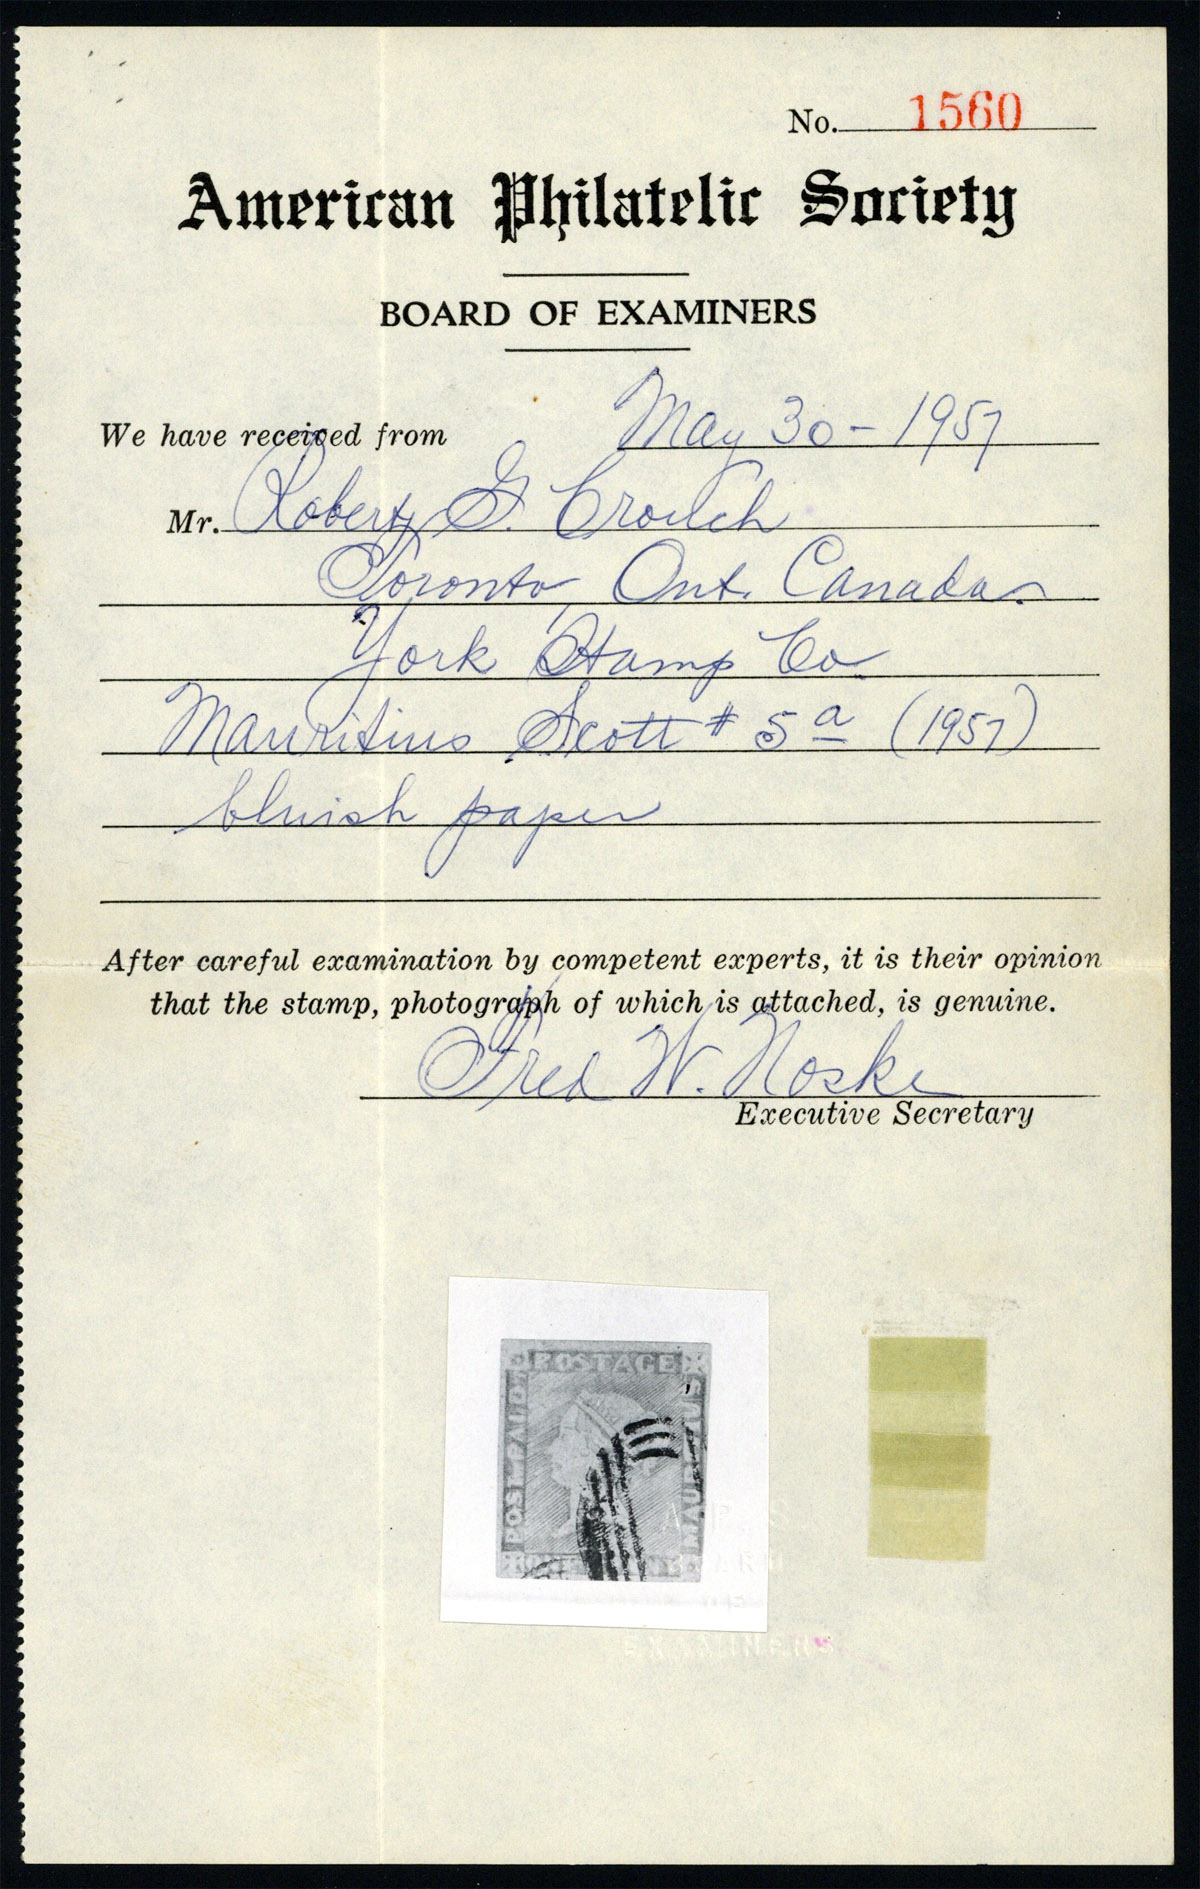 No. 1560
American Philatelic Society
BOARD OF EXAMINERS
We have received from May 30 - 1957
Mr. Robert G. Crouch
Toronto, Ont. Canada
York Stamp Co.
Mauritius Scott # 5a (1957)
bluish paper
After careful examination by competent experts, it is their opinion
that the stamp, photograph of which is attached, is genuine.
Fred W. Noske
Executive Secretary
POSTAGE
POST PAID
MAURITIUS
A. P. S.
BOARD
OF
EXAMINERS